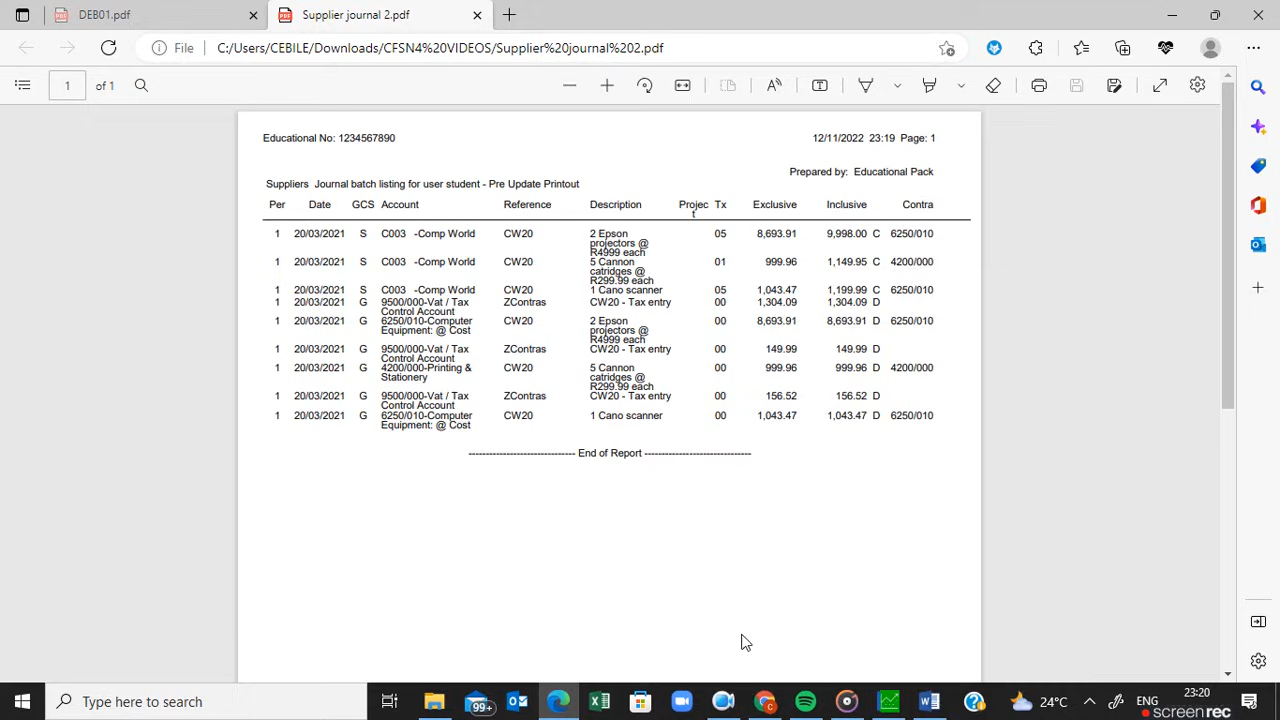 DEB01.pdf
Supplier journal 2.pdf
File C:/Users/CEBILE/Downloads/CFSN4%20VIDEOS/Supplier%20journal%202.pdf
1 of 1
Educational No: 1234567890 12/11/2022 23:19 Page: 1
Prepared by: Educational Pack
Suppliers Journal batch listing for user student - Pre Update Printout
Per Date GCS Account Reference Description Projec Tx Exclusive Inclusive Contra
t
1 20/03/2021 S C003 -Comp World CW20 2 Epson 05 8,693.91 9,998.00 C 6250/010
projectors @
R4999 each
1 20/03/2021 S C003 -Comp World CW20 5 Cannon 01 999.96 1,149.95 C 4200/000
catridges @
R299.99 each
1 20/03/2021 S C003 -Comp World CW20 1 Cano scanner 05 1,043.47 1,199.99 C 6250/010
1 20/03/2021 G 9500/000-Vat / Tax ZContras CW20 - Tax entry 00 1,304.09 1,304.09 D
Control Account
1 20/03/2021 G 6250/010-Computer CW20 2 Epson 00 8,693.91 8,693.91 D 6250/010
Equipment: @ Cost projectors @
R4999 each
1 20/03/2021 G 9500/000-Vat / Tax ZContras CW20 - Tax entry 00 149.99 149.99 D
Control Account
1 20/03/2021 G 4200/000-Printing & CW20 5 Cannon 00 999.96 999.96 D 4200/000
Stationery catridges @
R299.99 each
1 20/03/2021 G 9500/000-Vat / Tax ZContras CW20 - Tax entry 00 156.52 156.52 D
Control Account
1 20/03/2021 G 6250/010-Computer CW20 1 Cano scanner 00 1,043.47 1,043.47 D 6250/010
Equipment: @ Cost
------------------------------ End of Report ------------------------------
Type here to search
99+
24°C
ENG
23:20
SCREENREC